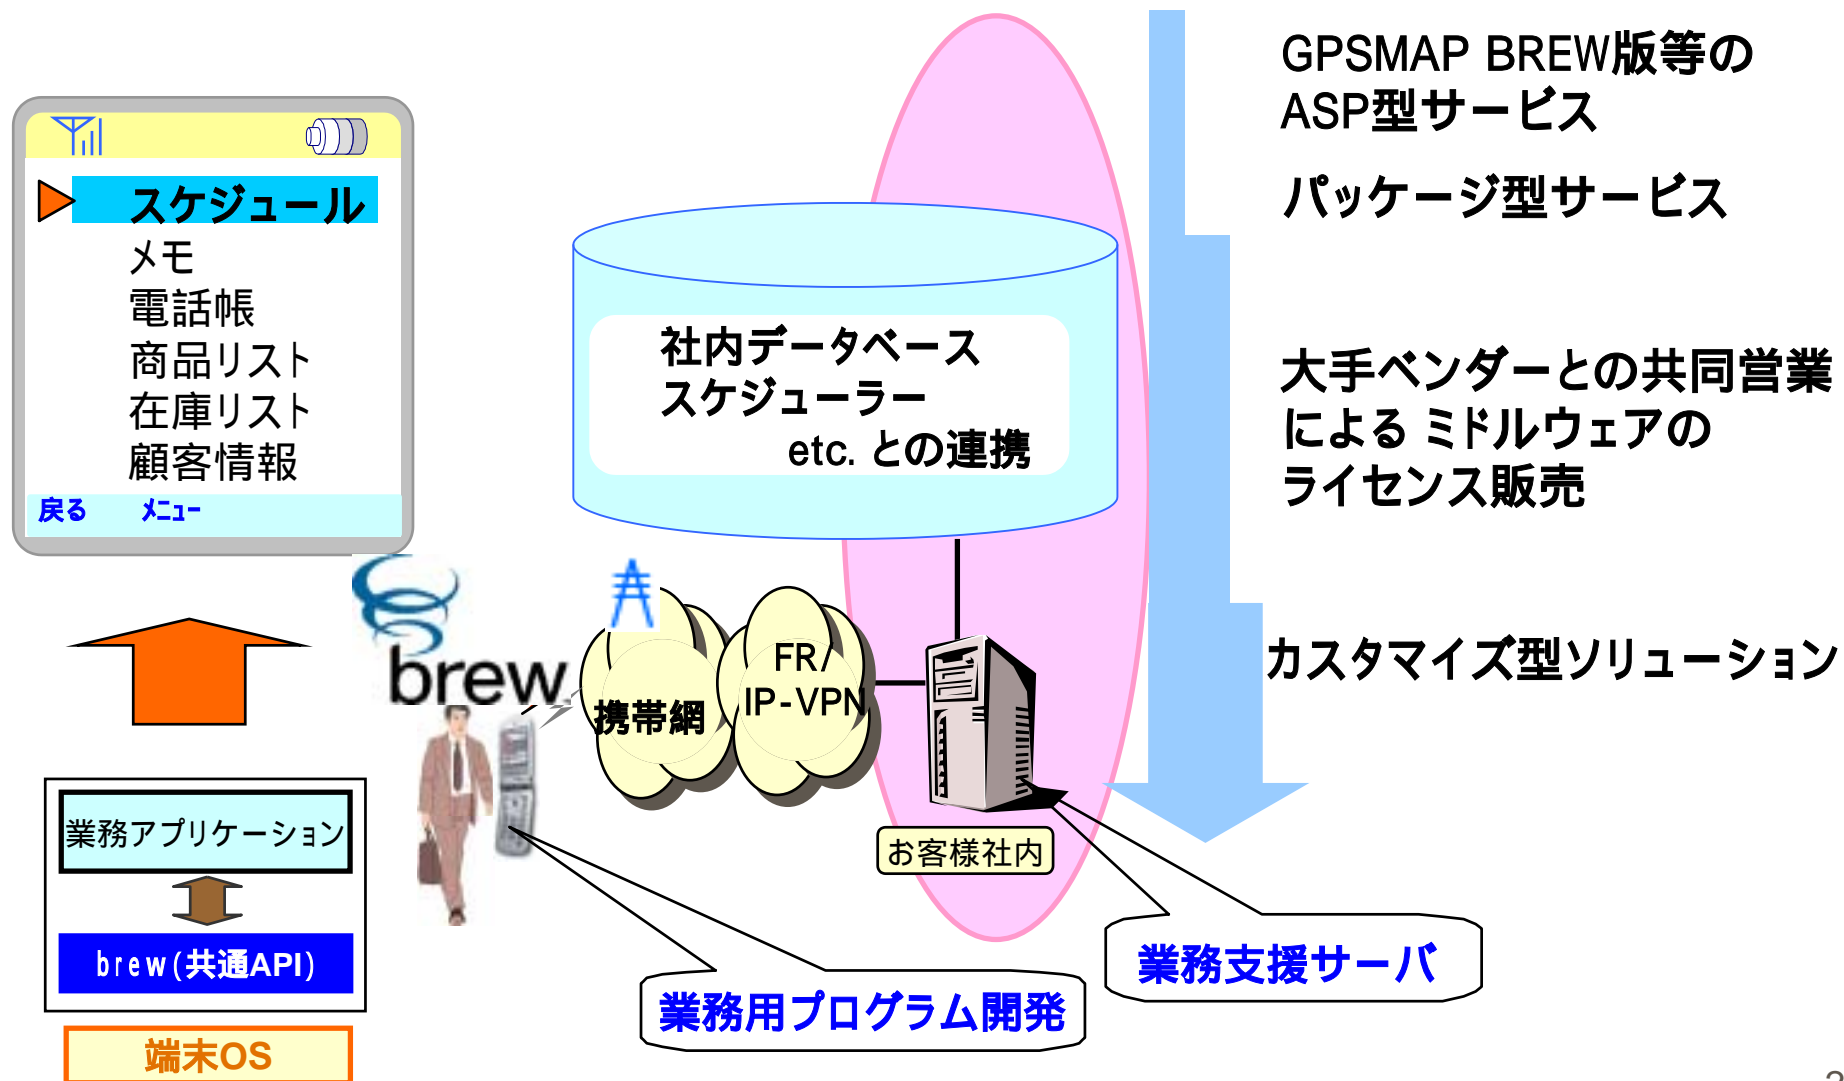 スケジュール
メモ
電話帳
商品リスト
在庫リスト
顧客情報
戻る メニュー
brew
業務アプリケーション
brew(共通API)
端末OS
社内データベース
スケジューラー
etc. との連携
携帯網
FR/
IP-VPN
お客様社内
業務用プログラム開発
業務支援サーバ
GPSMAP BREW版等の
ASP型サービス
パッケージ型サービス
大手ベンダーとの共同営業
による ミドルウェアの
ライセンス販売
カスタマイズ型ソリューション